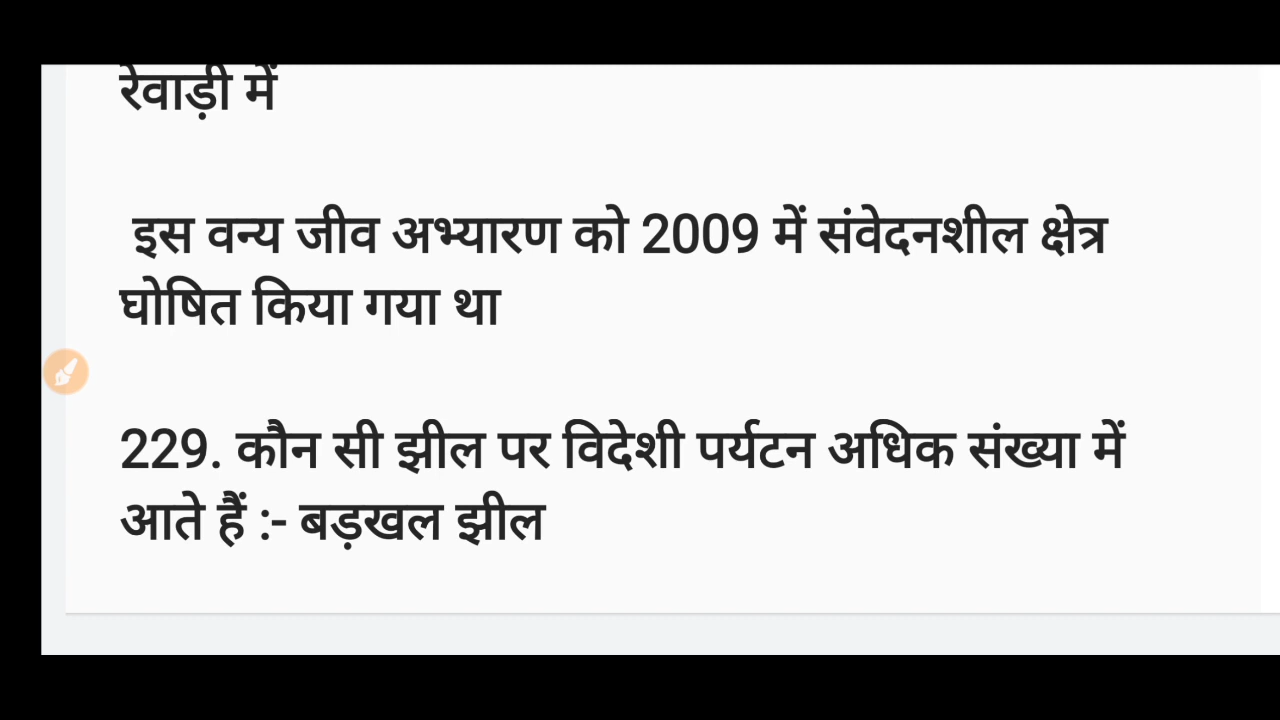 रेवाड़ी में
इस वन्य जीव अभ्यारण को 2009 में संवेदनशील क्षेत्र
घोषित किया गया था
229. कौन सी झील पर विदेशी पर्यटन अधिक संख्या में
आते हैं :- बड़खल झील